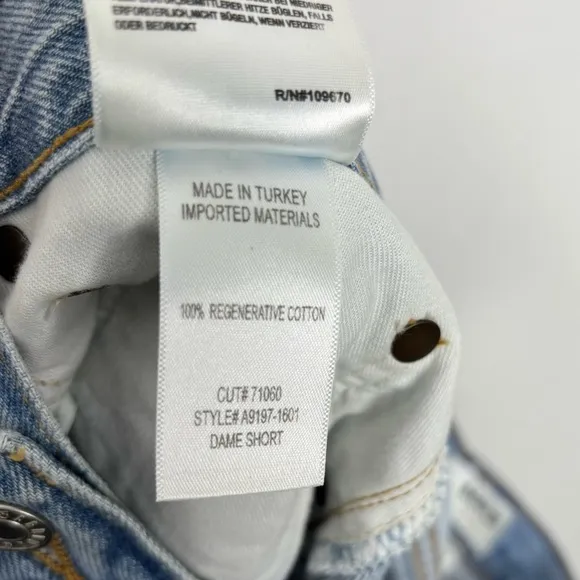 ERFORDERLICH, NICHT BÜGELN, WENN VERZIERT
ODER BEDRUCKT
R/N#109670
MADE IN TURKEY
IMPORTED MATERIALS
100% REGENERATIVE COTTON
CUT# 71060
STYLE# A9197-1601
DAME SHORT